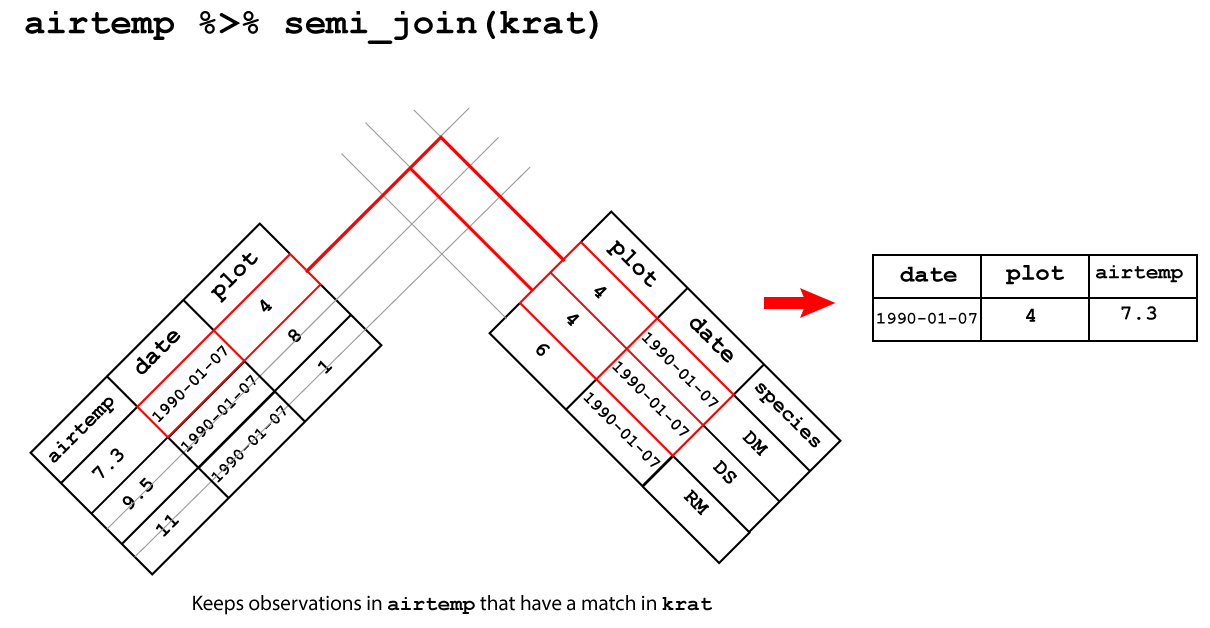 airtemp %>% semi_join(krat)
airtemp date plot
7.3 1990-01-07 4
9.5 1990-01-07 8
11 1990-01-07 1
plot date species
4 1990-01-07 DM
4 1990-01-07 DS
6 1990-01-07 RM
date plot airtemp
1990-01-07 4 7.3
Keeps observations in airtemp that have a match in krat